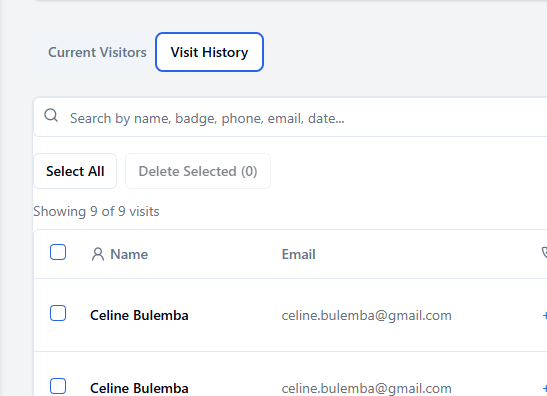 Current Visitors Visit History
Search by name, badge, phone, email, date...
Select All Delete Selected (0)
Showing 9 of 9 visits
Name Email
Celine Bulemba celine.bulemba@gmail.com +
Celine Bulemba celine.bulemba@gmail.com +